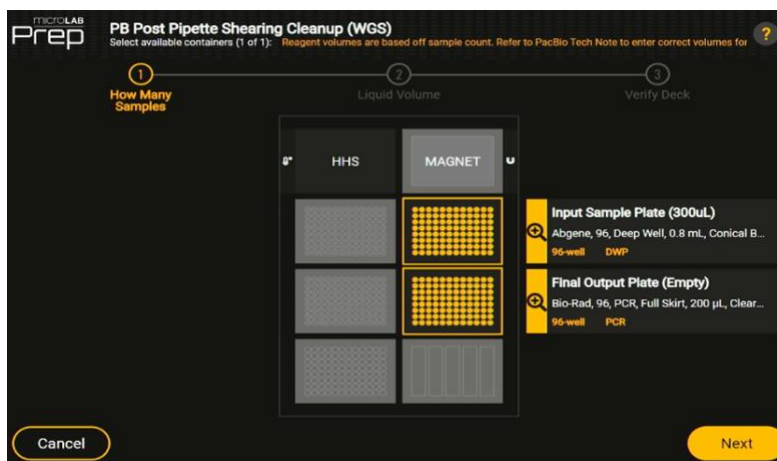 microLAB
Prep
PB Post Pipette Shearing Cleanup (WGS)
Select available containers (1 of 1): Reagent volumes are based off sample count. Refer to PacBio Tech Note to enter correct volumes for
?
1
2
3
How Many
Samples
Liquid Volume
Verify Deck
HHS
MAGNET
Input Sample Plate (300uL)
Abgene, 96, Deep Well, 0.8 mL, Conical B...
96-well DWP
Final Output Plate (Empty)
Bio-Rad, 96, PCR, Full Skirt, 200 µL, Clear...
96-well PCR
Cancel
Next